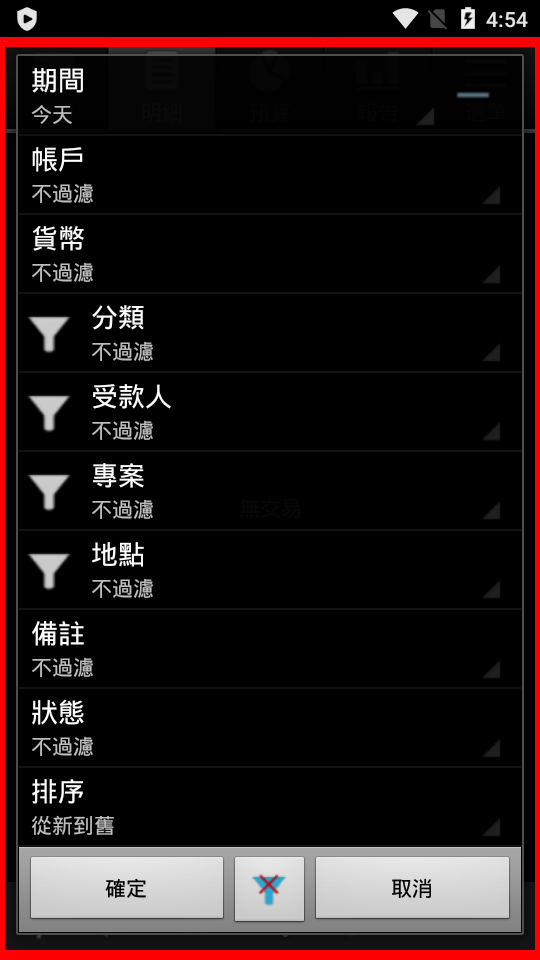 4:54
期間
今天
帳戶
不過濾
貨幣
不過濾
分類
不過濾
受款人
不過濾
專案
不過濾
無交易
地點
不過濾
備註
不過濾
狀態
不過濾
排序
從新到舊
確定
取消